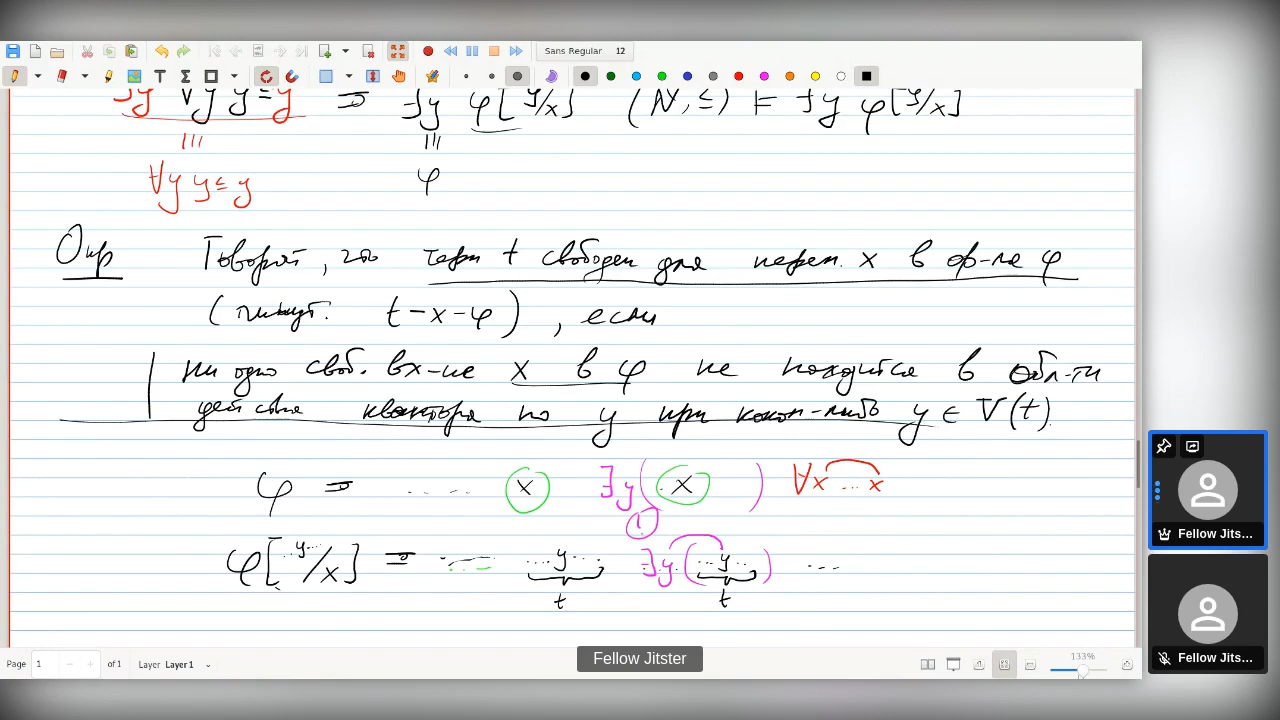 Sans Regular 12
∃y ∀y y ≤ y ⇒ ∃y φ[y/x] (ℕ, ≤) ⊨ ∃y φ[y/x]
∀y y ≤ y φ
Опр Говорят, что терм t свободен для перем. x в ф-ле φ
(пишут: t – x – φ), если
ни одно своб. вх-ие x в φ не находится в обл-ти
действия квантора по y при каком-либо y ∈ V(t).
φ = ..... x ∃y( .x ) ∀x ... x
φ[..y../x] = ..... ...y... ∃y(...y...) ...
t t
Fellow Jitster
Fellow Jits...
Fellow Jits...
Page 1 of 1 Layer Layer 1 133%